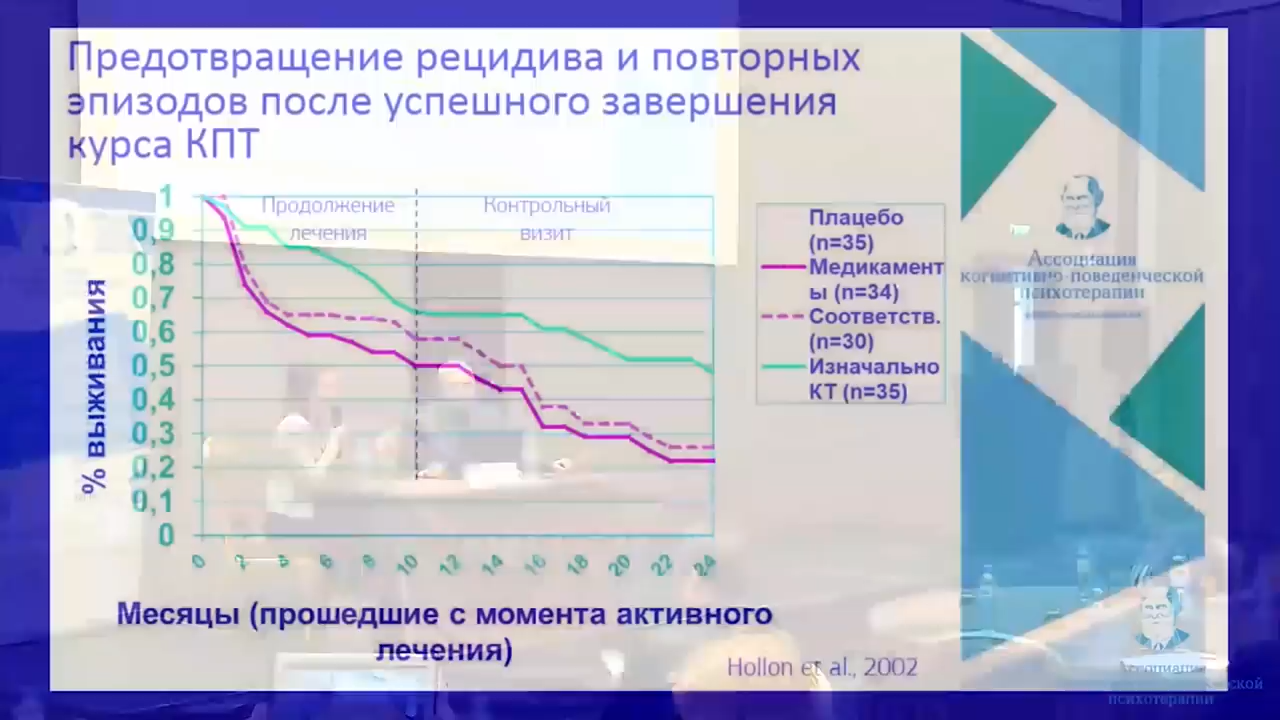 Предотвращение рецидива и повторных
эпизодов после успешного завершения
курса КПТ
Продолжение
лечения
Контрольный
визит
% выживания
1
0,9
0,8
0,7
0,6
0,5
0,4
0,3
0,2
0,1
0
0 2 4 6 8 10 12 14 16 18 20 22 24
Месяцы (прошедшие с момента активного
лечения)
Плацебо
(n=35)
Медикамент
ы (n=34)
Соответств.
(n=30)
Изначально
КТ (n=35)
Hollon et al., 2002
Ассоциация
когнитивно-поведенческой
психотерапии
Ассоциация
ской
психотерапии